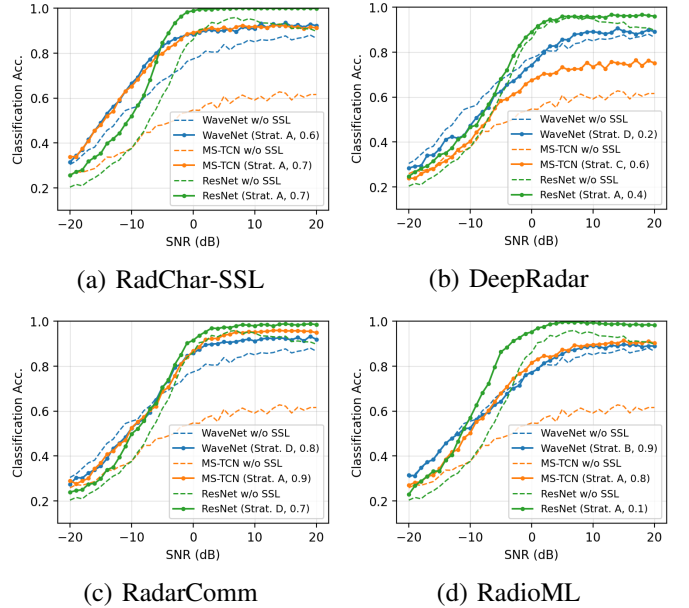 1.0
0.8
0.6
0.4
0.2
Classification Acc.
WaveNet w/o SSL
WaveNet (Strat. A, 0.6)
MS-TCN w/o SSL
MS-TCN (Strat. A, 0.7)
ResNet w/o SSL
ResNet (Strat. A, 0.7)
−20 −10 0 10 20
SNR (dB)
(a) RadChar-SSL
1.0
0.8
0.6
0.4
0.2
Classification Acc.
WaveNet w/o SSL
WaveNet (Strat. D, 0.2)
MS-TCN w/o SSL
MS-TCN (Strat. C, 0.6)
ResNet w/o SSL
ResNet (Strat. A, 0.4)
−20 −10 0 10 20
SNR (dB)
(b) DeepRadar
1.0
0.8
0.6
0.4
0.2
Classification Acc.
WaveNet w/o SSL
WaveNet (Strat. D, 0.8)
MS-TCN w/o SSL
MS-TCN (Strat. A, 0.9)
ResNet w/o SSL
ResNet (Strat. D, 0.7)
−20 −10 0 10 20
SNR (dB)
(c) RadarComm
1.0
0.8
0.6
0.4
0.2
Classification Acc.
WaveNet w/o SSL
WaveNet (Strat. B, 0.9)
MS-TCN w/o SSL
MS-TCN (Strat. A, 0.8)
ResNet w/o SSL
ResNet (Strat. A, 0.1)
−20 −10 0 10 20
SNR (dB)
(d) RadioML